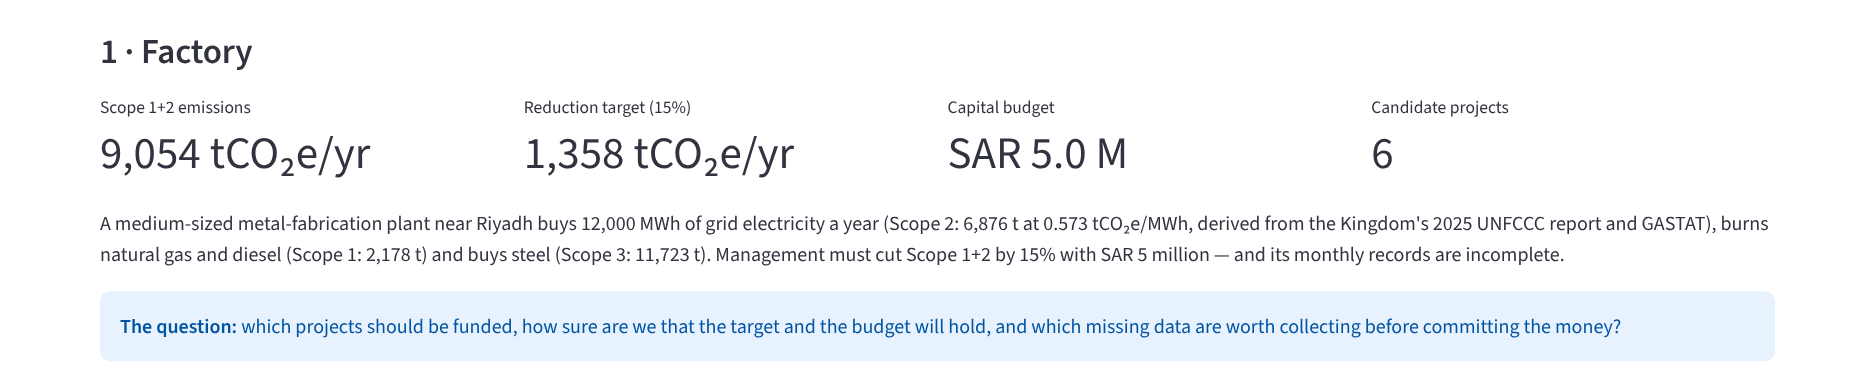 1 · Factory
Scope 1+2 emissions
9,054 tCO₂e/yr
Reduction target (15%)
1,358 tCO₂e/yr
Capital budget
SAR 5.0 M
Candidate projects
6
A medium-sized metal-fabrication plant near Riyadh buys 12,000 MWh of grid electricity a year (Scope 2: 6,876 t at 0.573 tCO₂e/MWh, derived from the Kingdom's 2025 UNFCCC report and GASTAT), burns
natural gas and diesel (Scope 1: 2,178 t) and buys steel (Scope 3: 11,723 t). Management must cut Scope 1+2 by 15% with SAR 5 million — and its monthly records are incomplete.
The question: which projects should be funded, how sure are we that the target and the budget will hold, and which missing data are worth collecting before committing the money?